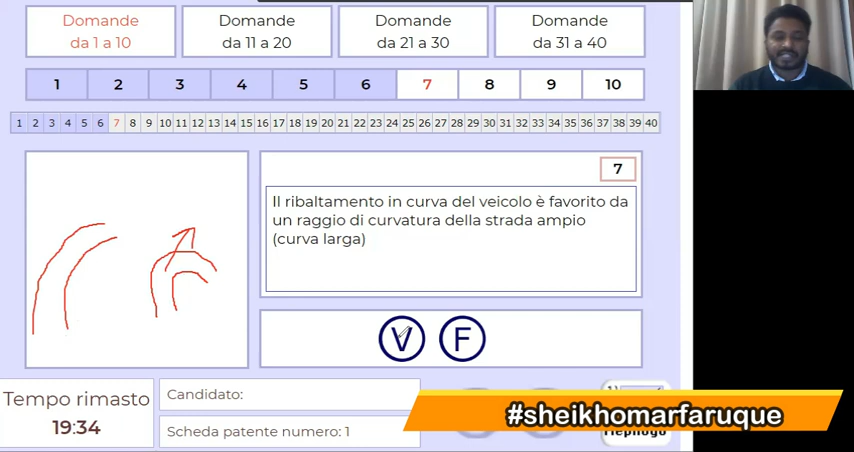 Domande
da 1 a 10
Domande
da 11 a 20
Domande
da 21 a 30
Domande
da 31 a 40
1 2 3 4 5 6 7 8 9 10
1 2 3 4 5 6 7 8 9 10 11 12 13 14 15 16 17 18 19 20 21 22 23 24 25 26 27 28 29 30 31 32 33 34 35 36 37 38 39 40
7
Il ribaltamento in curva del veicolo è favorito da
un raggio di curvatura della strada ampio
(curva larga)
V F
Tempo rimasto
19:34
Candidato:
Scheda patente numero: 1
#sheikhomarfaruque